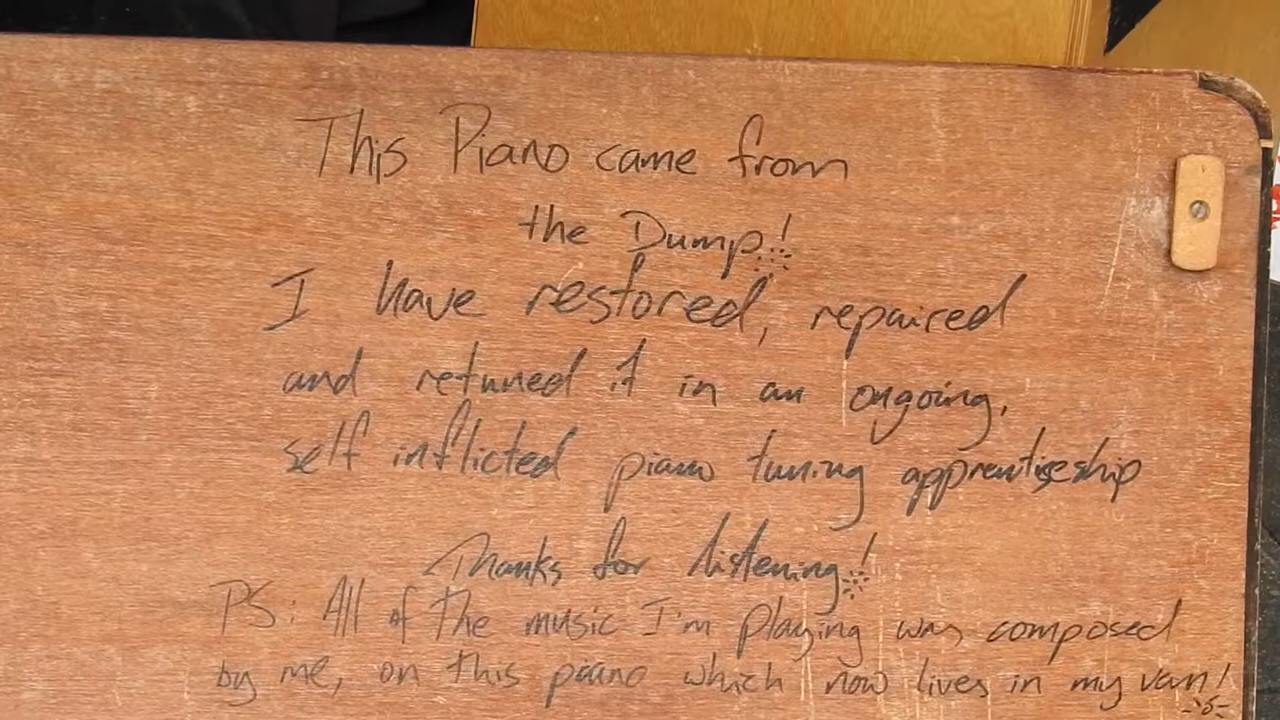 This Piano came from
the Dump!
I have restored, repaired
and retuned it in an ongoing,
self inflicted piano tuning apprentiseship
Thanks for listening!
PS: All of the music I'm playing was composed
by me, on this piano which now lives in my van!